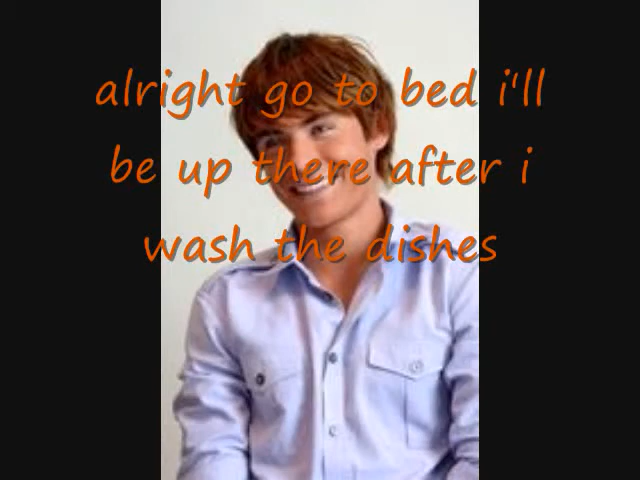 alright go to bed i'll
be up there after i
wash the dishes